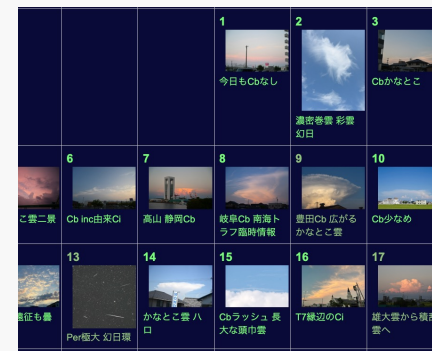 1
今日もCbなし
2
濃密巻雲 彩雲
幻日
3
Cbかなとこ
こ雲二景
6
Cb inc由来Ci
7
高山 静岡Cb
8
岐阜Cb 南海ト
ラフ臨時情報
9
豊田Cb 広がる
かなとこ雲
10
Cb少なめ
遠征も曇
13
Per極大 幻日環
14
かなとこ雲 ハ
ロ
15
Cbラッシュ 長
大な頭巾雲
16
T7縁辺のCi
17
雄大雲から積乱
雲へ